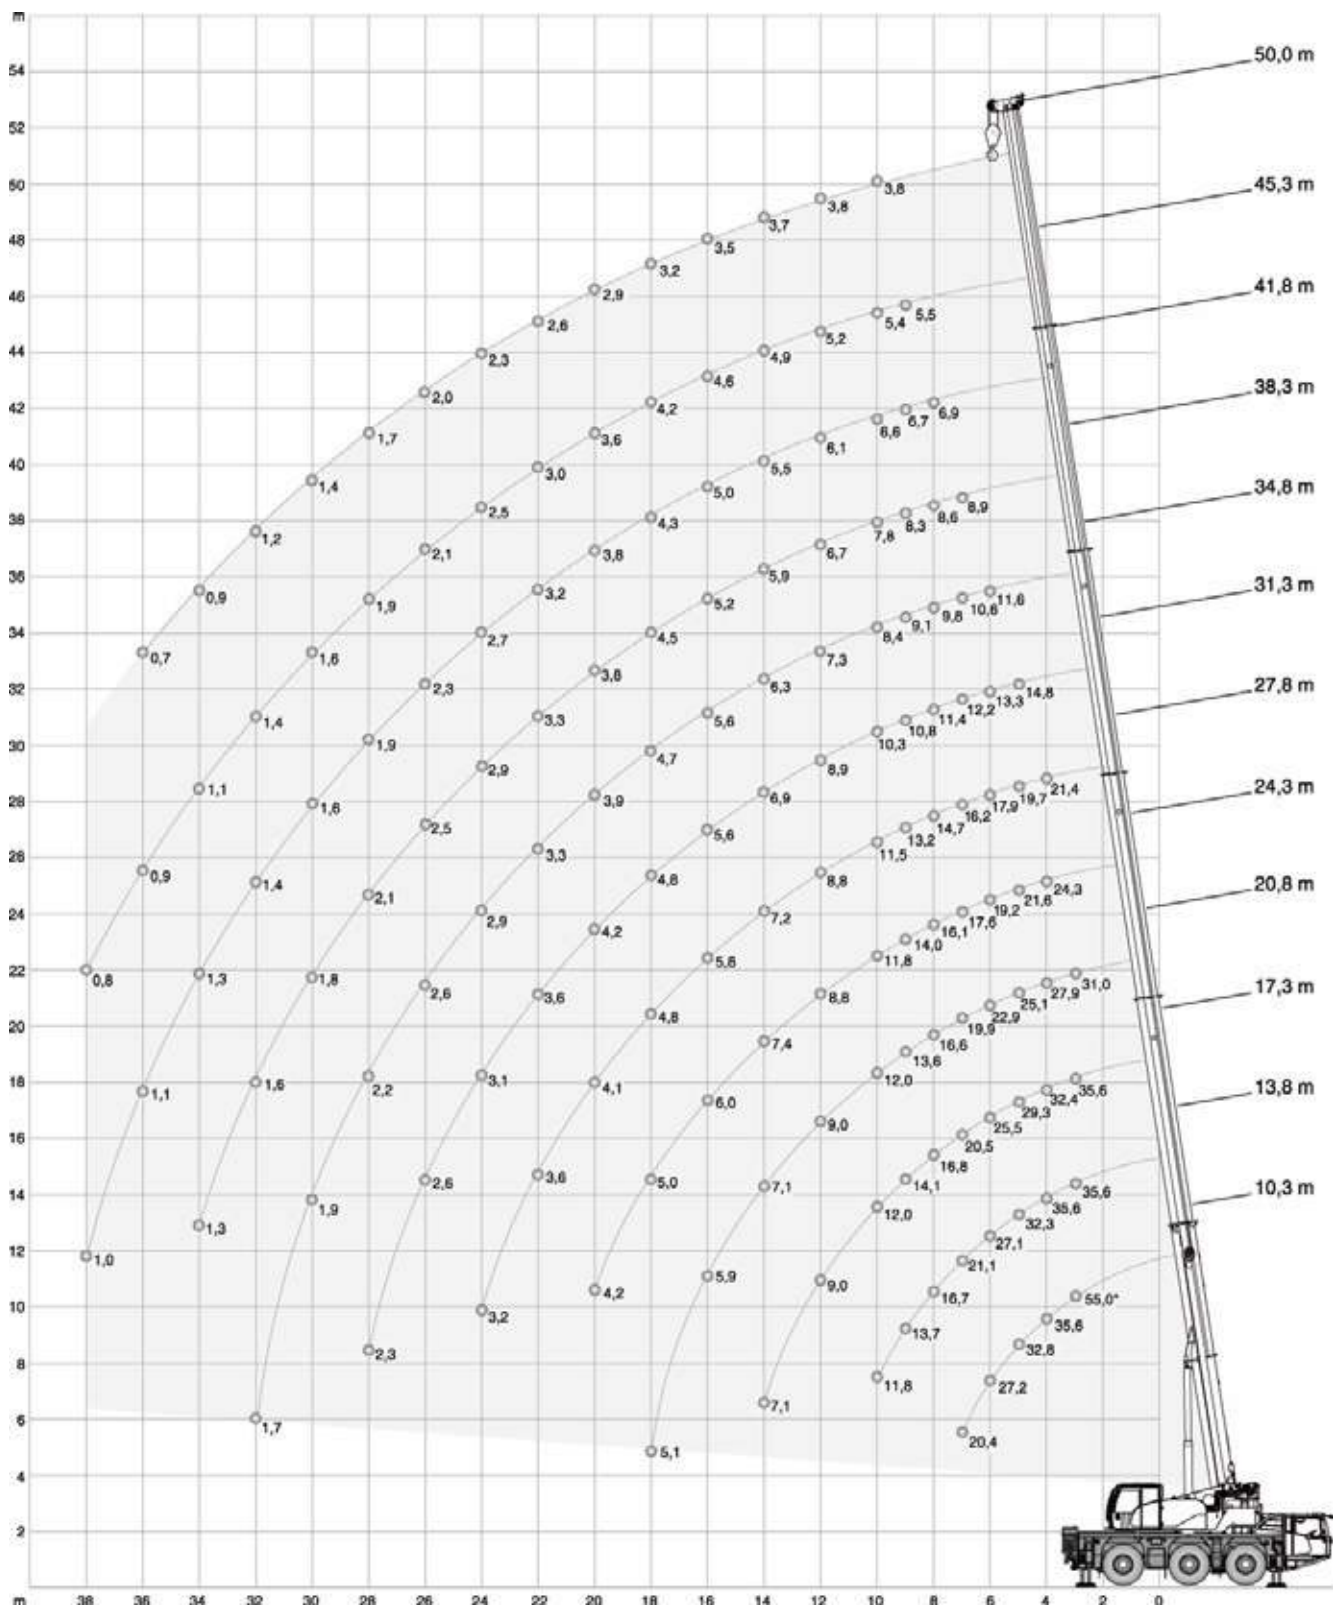 m
50,0 m
54
52
50 3,8 45,3 m
3,8
3,7
48 3,5
3,2
41,8 m
46 2,9
5,5
2,6 5,4
5,2
44
2,3 4,9
4,6
38,3 m
2,0 6,9
42 4,2 6,7
6,6
1,7 3,6 6,1
40 5,5
3,0 8,9
1,4 5,0 34,8 m
8,6
2,5 8,3
38 4,3
1,2 7,8
2,1 3,8 6,7
36 5,9
31,3 m
0,9 3,2 11,6
1,9 5,2 10,6
9,8
9,1
34 2,7 4,5 8,4
0,7 1,6 7,3
3,8 6,3
32 2,3 14,8 27,8 m
13,3
12,2
1,4 3,3 5,6 11,4
10,8
30 1,9 4,7 10,3
8,9
2,9 21,4 24,3 m
1,1 3,9 6,9 19,7
28 1,6 17,9
16,2
2,5 14,7
5,6 13,2
3,3 11,5
26
0,9 4,8 8,8
1,4 24,3 20,8 m
2,1 21,6
24 2,9 7,2 19,2
4,2 17,6
16,1
14,0
5,8 11,8
22
0,8 1,3 1,8 31,0
2,6 3,6 8,8 27,9 17,3 m
25,1
4,8 22,9
20 19,9
7,4 16,6
13,6
12,0
18 1,6 2,2 3,1 4,1 35,6 13,8 m
1,1 32,4
6,0 29,3
9,0 25,5
16 20,5
16,8
3,6 14,1
2,6 5,0 35,6 10,3 m
14 1,9 7,1 35,6
12,0 32,3
1,3 27,1
12 1,0 21,1
5,9 9,0
16,7
10 4,2 55,0*
3,2 35,6
13,7
8 2,3 32,8
11,8 27,2
6 1,7 7,1
20,4
5,1
4
2
m 38 36 34 32 30 28 26 24 22 20 18 16 14 12 10 8 6 4 2 0